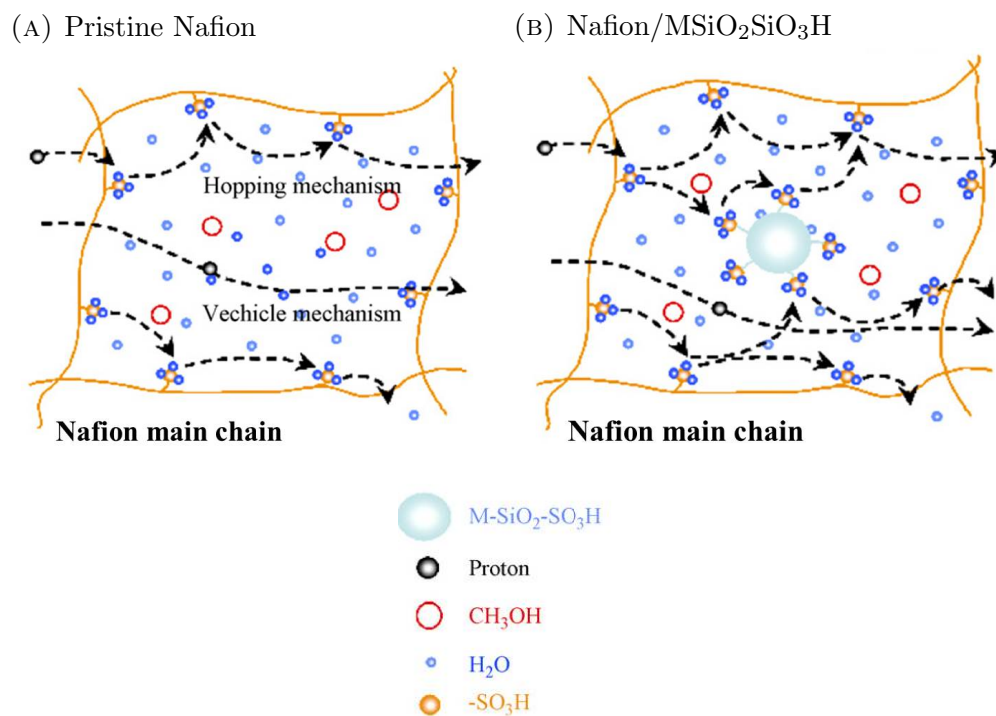 (A) Pristine Nafion
(B) Nafion/MSiO₂SiO₃H
Hopping mechanism
Vechicle mechanism
Nafion main chain
Nafion main chain
M-SiO₂-SO₃H
Proton
CH₃OH
H₂O
-SO₃H